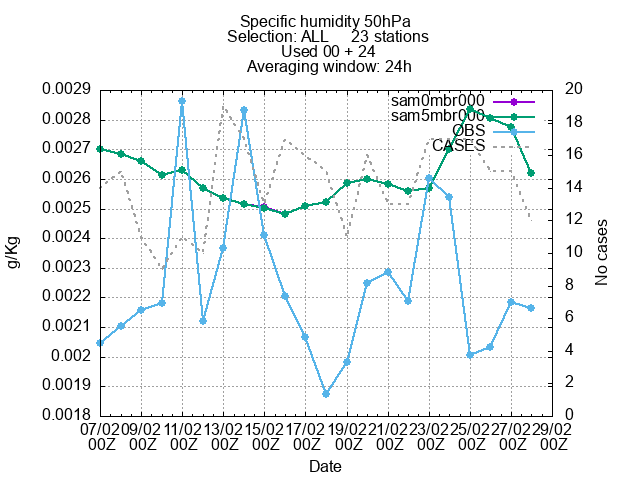 Specific humidity 50hPa
Selection: ALL 23 stations
Used 00 + 24
Averaging window: 24h
sam0mbr000
sam5mbr000
OBS
CASES
0.0029
0.0028
0.0027
0.0026
0.0025
0.0024
0.0023
0.0022
0.0021
0.002
0.0019
0.0018
g/Kg
20
18
16
14
12
10
8
6
4
2
0
No cases
07/02 09/02 11/02 13/02 15/02 17/02 19/02 21/02 23/02 25/02 27/02 29/02
00Z 00Z 00Z 00Z 00Z 00Z 00Z 00Z 00Z 00Z 00Z 00Z
Date